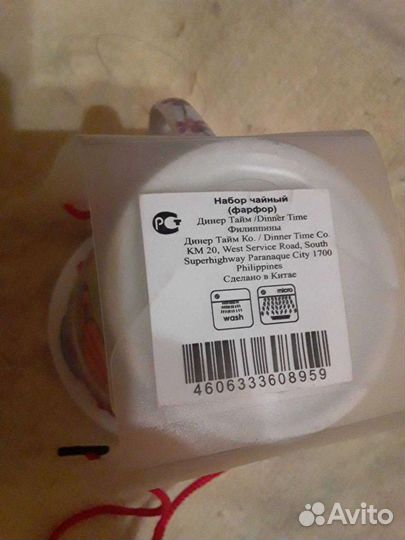 Набор чайный
(фарфор)
РСТ
Динер Тайм /Dinner Time
Филиппины
Динер Тайм Ко. / Dinner Time Co.
KM 20, West Service Road, South
Superhighway Paranaque City 1700
Philippines
Сделано в Китае
wash
micro
4606333608959
Avito